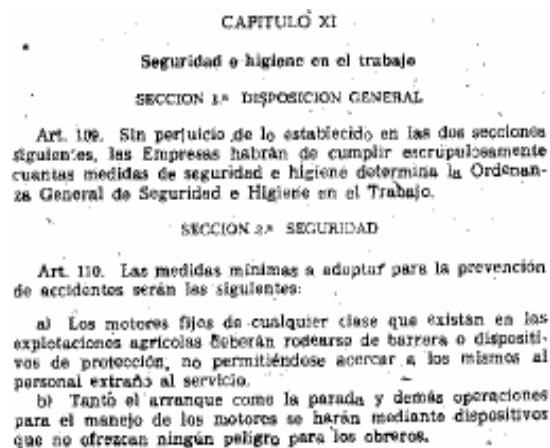 CAPITULO XI
Seguridad e higiene en el trabajo
SECCION 1.ª DISPOSICION GENERAL
Art. 109. Sin perjuicio de lo establecido en las dos secciones
siguientes, las Empresas habrán de cumplir escrupulosamente
cuantas medidas de seguridad e higiene determina la Ordenan-
za General de Seguridad e Higiene en el Trabajo.
SECCION 2.ª SEGURIDAD
Art. 110. Las medidas mínimas a adoptar para la prevención
de accidentes serán las siguientes:
a) Los motores fijos de cualquier clase que existan en las
explotaciones agrícolas deberán rodearse de barrera o dispositi-
vos de protección, no permitiéndose acercar a los mismos al
personal extraño al servicio.
b) Tanto el arranque como la parada y demás operaciones
para el manejo de los motores se harán mediante dispositivos
que no ofrezcan ningún peligro para los obreros.